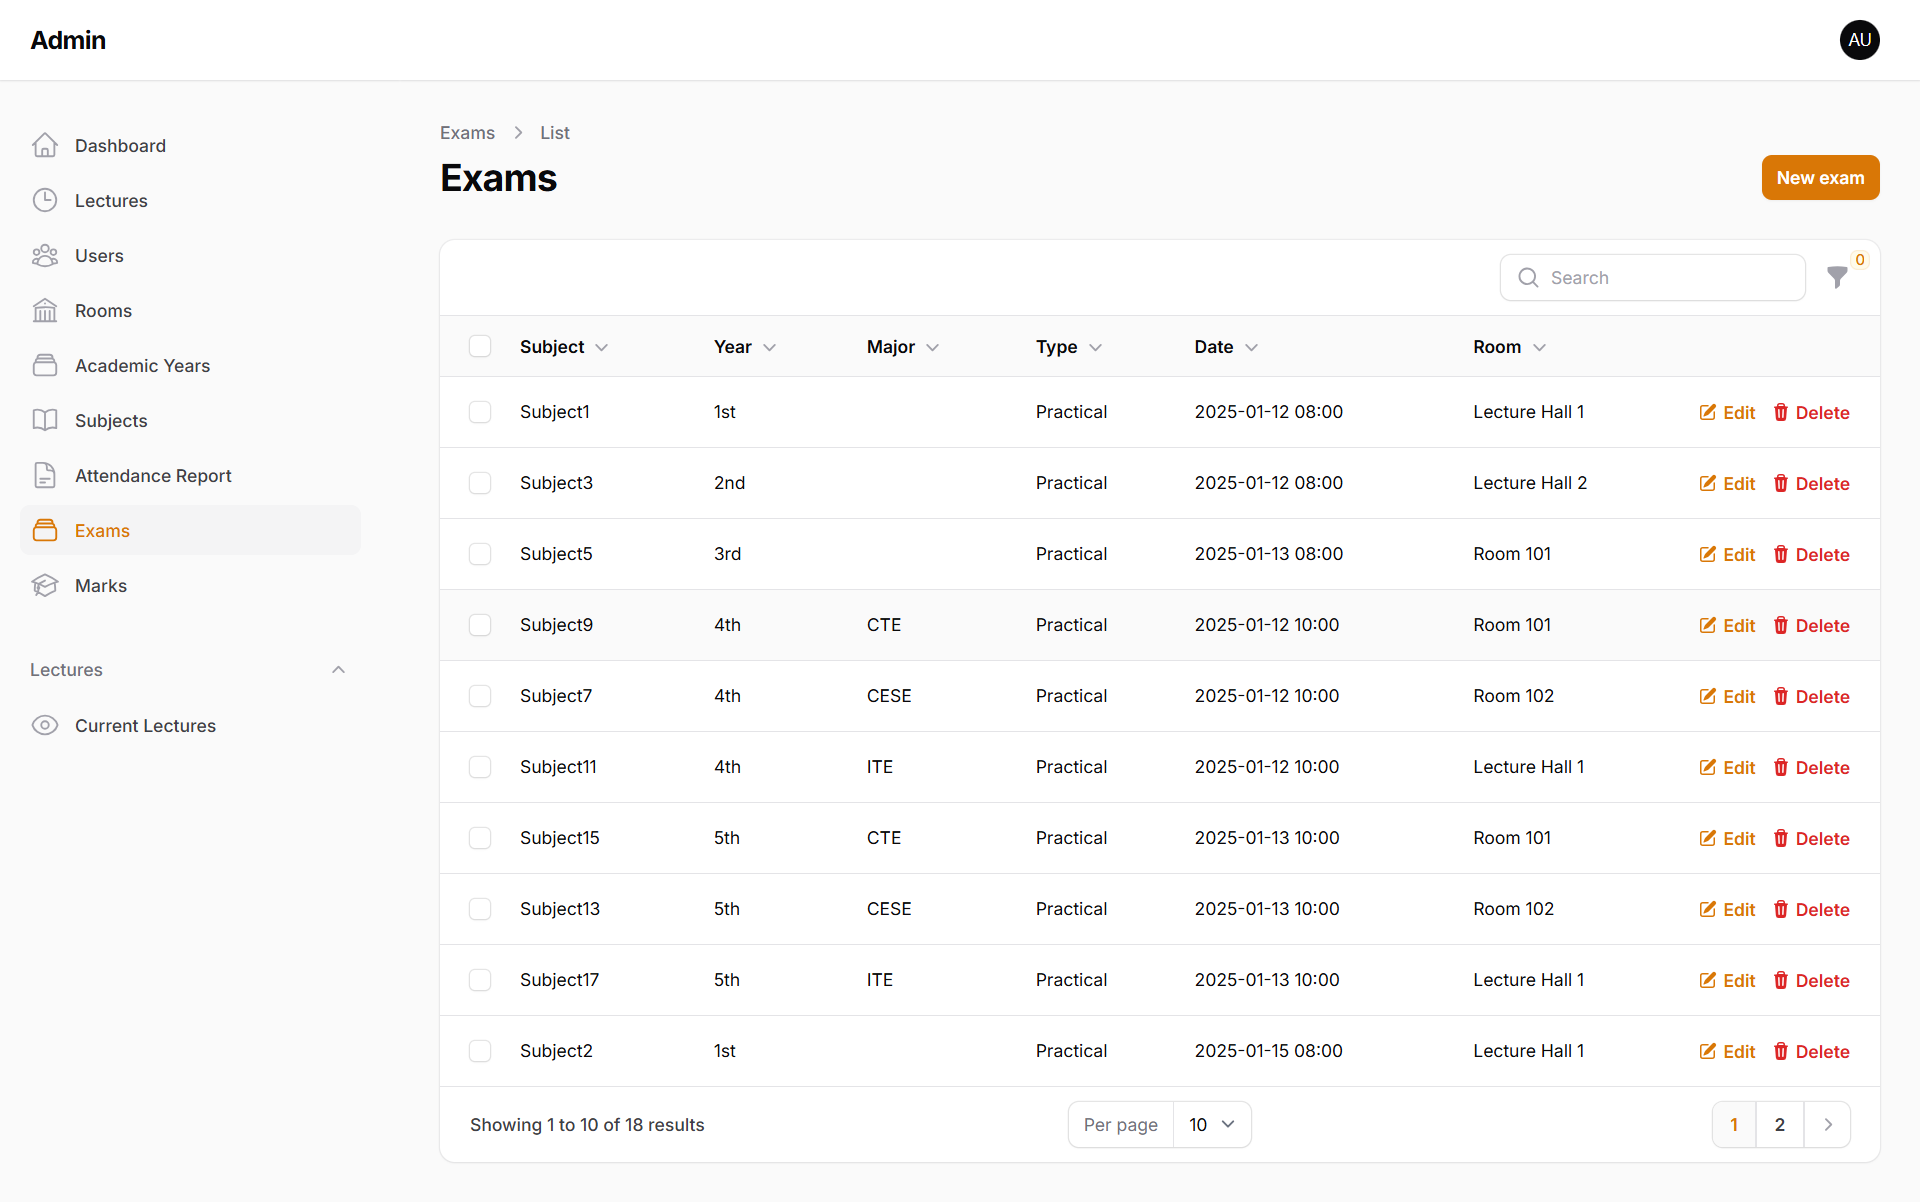 Admin
AU
Dashboard
Lectures
Users
Rooms
Academic Years
Subjects
Attendance Report
Exams
Marks
Lectures
Current Lectures
Exams > List
Exams
New exam
Search
0
Subject Year Major Type Date Room
Subject1 1st Practical 2025-01-12 08:00 Lecture Hall 1 Edit Delete
Subject3 2nd Practical 2025-01-12 08:00 Lecture Hall 2 Edit Delete
Subject5 3rd Practical 2025-01-13 08:00 Room 101 Edit Delete
Subject9 4th CTE Practical 2025-01-12 10:00 Room 101 Edit Delete
Subject7 4th CESE Practical 2025-01-12 10:00 Room 102 Edit Delete
Subject11 4th ITE Practical 2025-01-12 10:00 Lecture Hall 1 Edit Delete
Subject15 5th CTE Practical 2025-01-13 10:00 Room 101 Edit Delete
Subject13 5th CESE Practical 2025-01-13 10:00 Room 102 Edit Delete
Subject17 5th ITE Practical 2025-01-13 10:00 Lecture Hall 1 Edit Delete
Subject2 1st Practical 2025-01-15 08:00 Lecture Hall 1 Edit Delete
Showing 1 to 10 of 18 results Per page 10 1 2